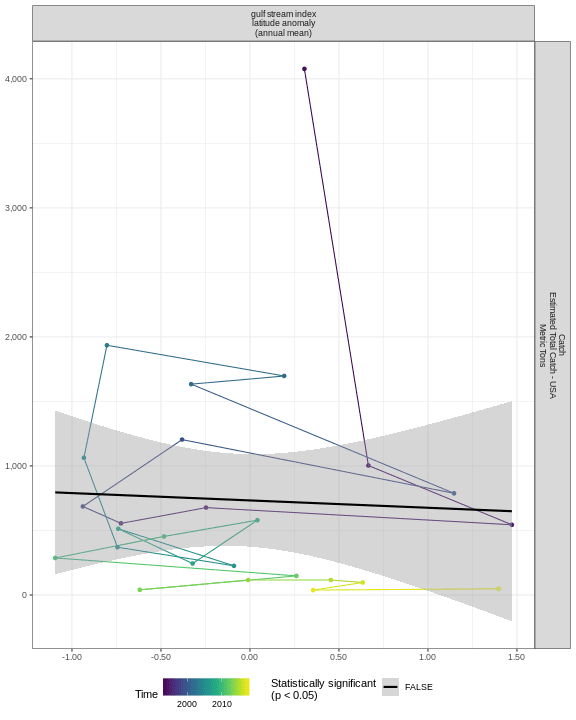 gulf stream index
latitude anomaly
(annual mean)
4,000
3,000
2,000
1,000
0
Catch
Estimated Total Catch - USA
Metric Tons
-1.00
-0.50
0.00
0.50
1.00
1.50
Time
2000
2010
Statistically significant
(p < 0.05)
FALSE